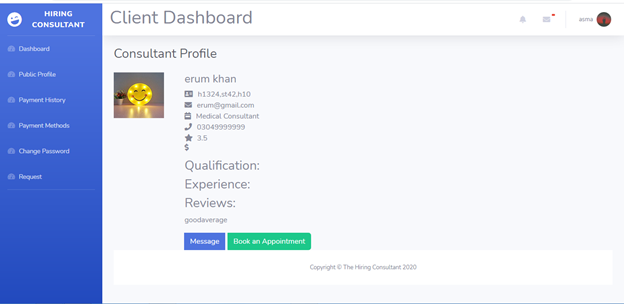 HIRING
CONSULTANT
Client Dashboard
asma
Dashboard
Public Profile
Payment History
Payment Methods
Change Password
Request
Consultant Profile
erum khan
h1324,st42,h10
erum@gmail.com
Medical Consultant
03049999999
3.5
$
Qualification:
Experience:
Reviews:
goodaverage
Message
Book an Appointment
Copyright © The Hiring Consultant 2020